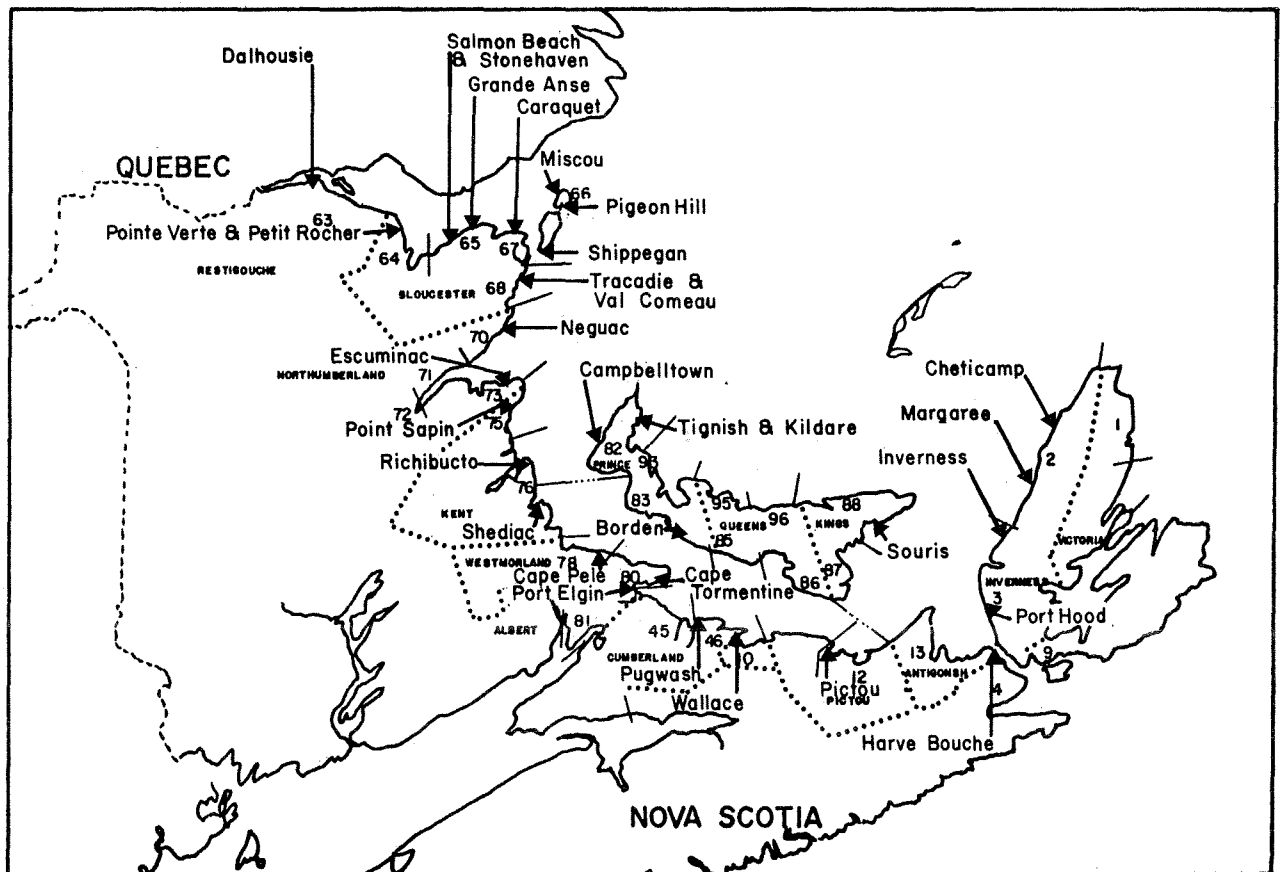 Salmon Beach
& Stonehaven
Dalhousie
Grande Anse
Caraquet
QUEBEC
Miscou
66
Pigeon Hill
63
Pointe Verte & Petit Rocher
65
67
64
Shippegan
RESTIGOUCHE
Tracadie &
Val Comeau
GLOUCESTER
68
Neguac
70
Escuminac
NORTHUMBERLAND
71
Campbelltown
Cheticamp
73
72
75
Point Sapin
Margaree
1
Tignish & Kildare
82
PRINCE
93
Richibucto
Inverness
2
76
83
95
QUEENS
96
KINGS
88
KENT
Shediac
Borden
85
Souris
VICTORIA
WESTMORLAND
78
Cape Pele
80
Cape
Tormentine
Port Elgin
86
87
INVERNESS
3
Port Hood
ALBERT
81
45
46
CUMBERLAND
Pugwash
10
13
9
ANTIGONSH
12
Pictou
PICTOU
4
Wallace
Harve Bouche
NOVA SCOTIA